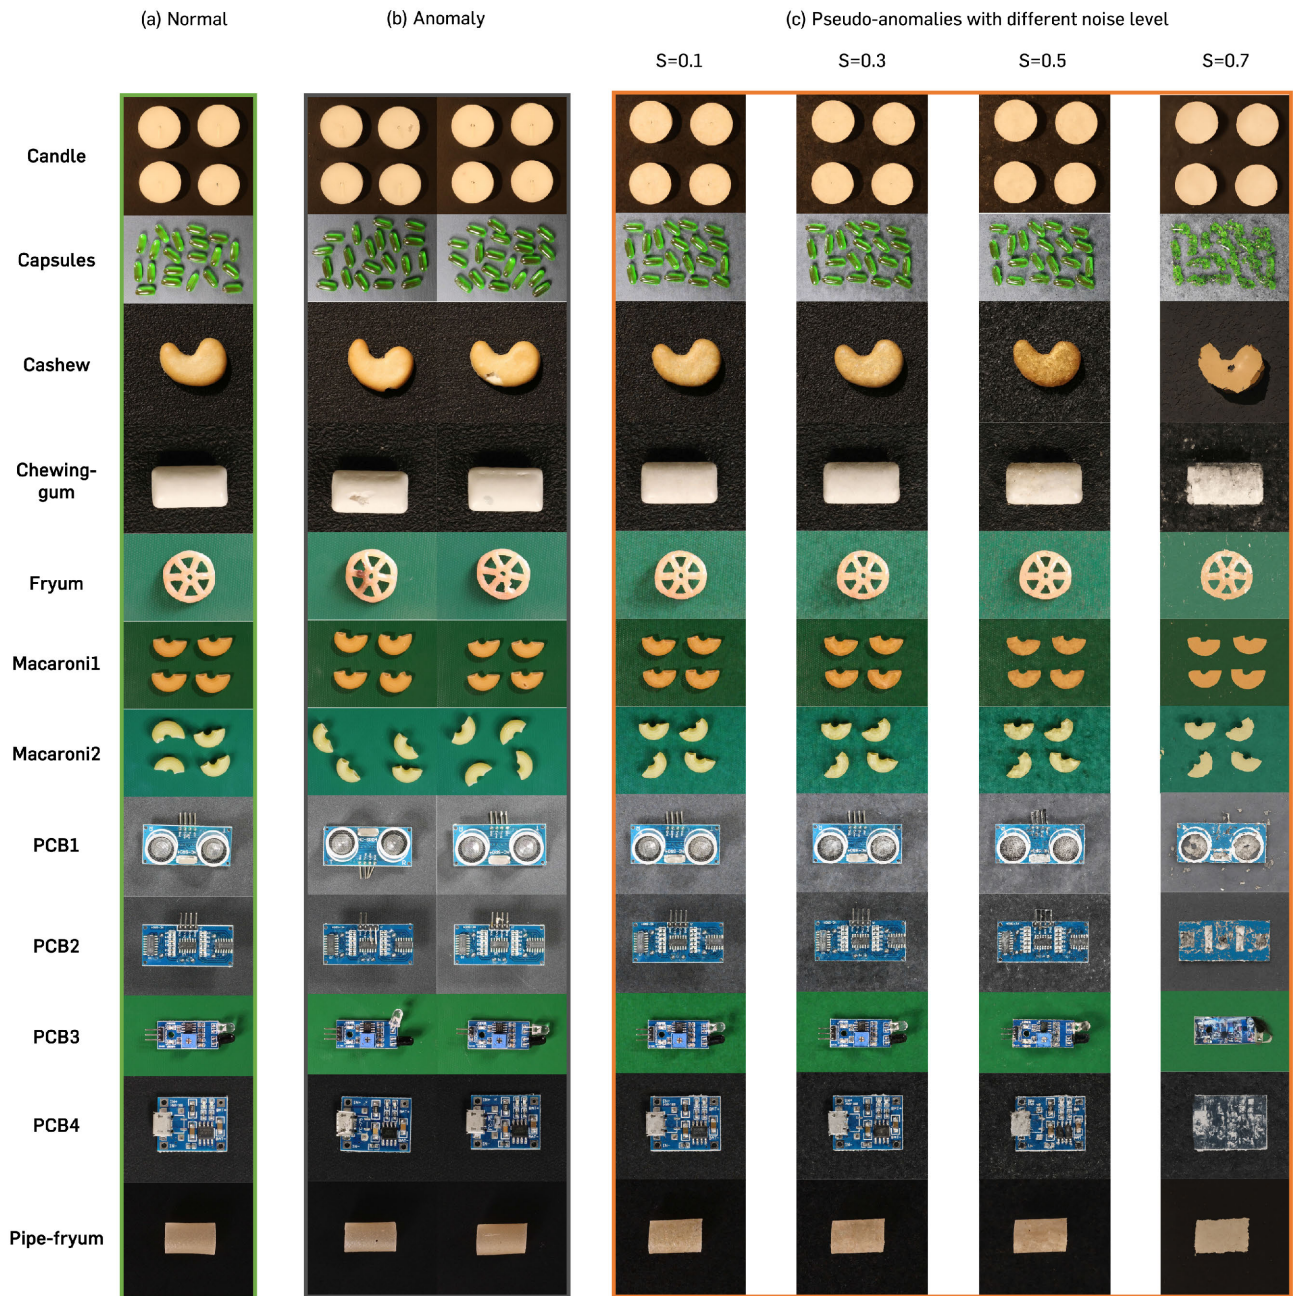 (a) Normal
(b) Anomaly
(c) Pseudo-anomalies with different noise level
S=0.1
S=0.3
S=0.5
S=0.7
Candle
Capsules
Cashew
Chewing-
gum
Fryum
Macaroni1
Macaroni2
PCB1
PCB2
PCB3
PCB4
Pipe-fryum